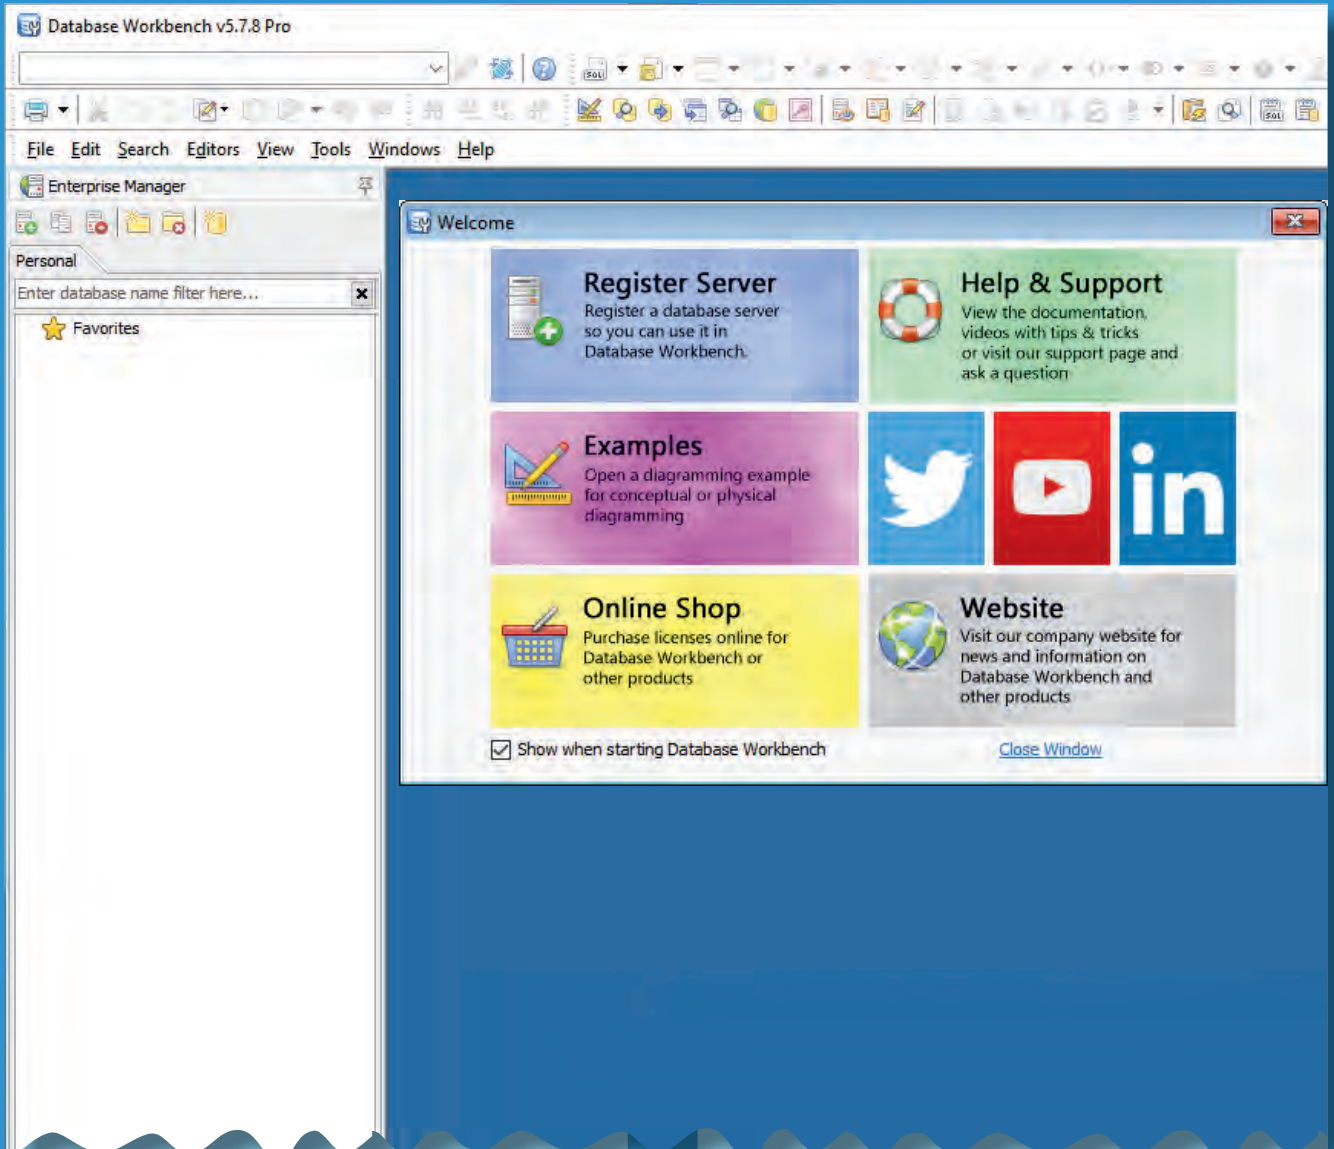 Database Workbench v5.7.8 Pro
SQL
SQL
File Edit Search Editors View Tools Windows Help
Enterprise Manager
Personal
Enter database name filter here...
Favorites
Welcome
Register Server
Register a database server
so you can use it in
Database Workbench.
Help & Support
View the documentation,
videos with tips & tricks
or visit our support page and
ask a question
Examples
Open a diagramming example
for conceptual or physical
diagramming
in
Online Shop
Purchase licenses online for
Database Workbench or
other products
Website
Visit our company website for
news and information on
Database Workbench and
other products
Show when starting Database Workbench
Close Window